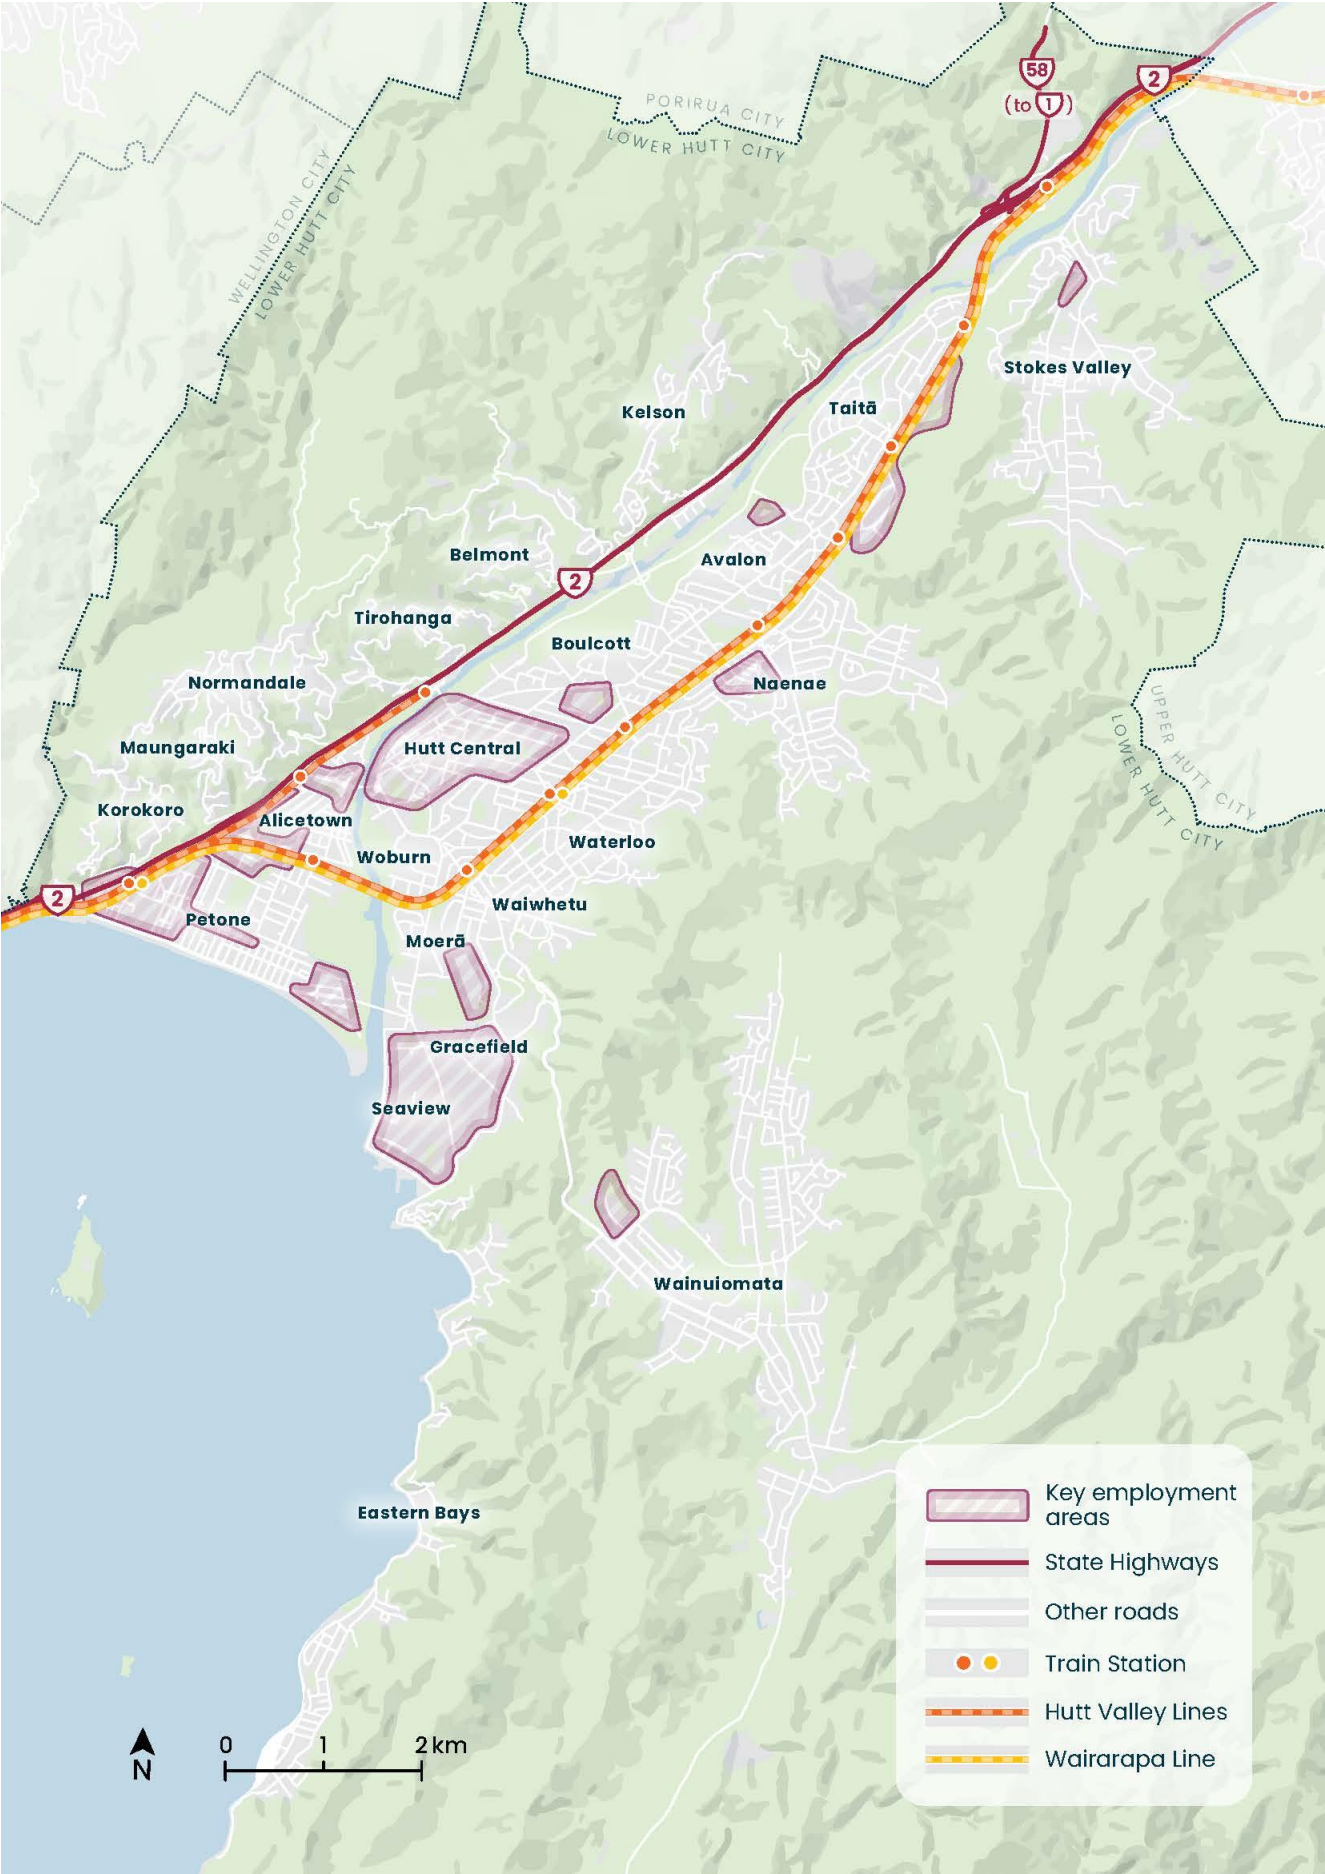 58
(to 1)
2
PORIRUA CITY
LOWER HUTT CITY
WELLINGTON CITY
LOWER HUTT CITY
Stokes Valley
Kelson
Taitā
Belmont
Avalon
2
Tirohanga
Boulcott
Normandale
Naenae
UPPER HUTT CITY
LOWER HUTT CITY
Maungaraki
Hutt Central
Korokoro
Alicetown
Woburn
Waterloo
2
Petone
Waiwhetu
Moerā
Gracefield
Seaview
Wainuiomata
Eastern Bays
Key employment
areas
State Highways
Other roads
Train Station
Hutt Valley Lines
Wairarapa Line
N
0 1 2 km